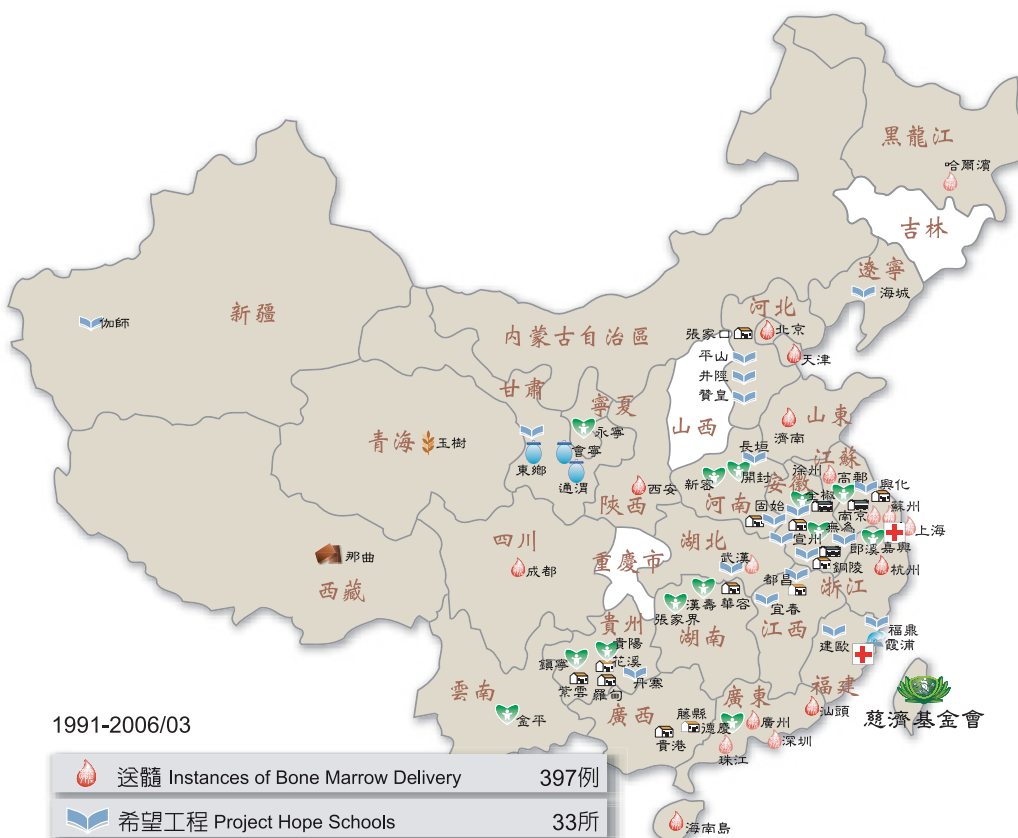 黑龍江
哈爾濱
吉林
遼寧
海城
新疆
伽師
內蒙古自治區
河北
張家口
北京
平山
天津
井陘
贊皇
甘肅
寧夏
永寧
山西
山東
濟南
青海
玉樹
會寧
東鄉
通渭
長垣
江蘇
西安
新容
開封
徐州
高郵
安徽
興化
陝西
河南
全椒
固始
南京
蘇州
無為
上海
四川
湖北
宣州
郎溪
嘉興
那曲
成都
重慶市
武漢
銅陵
杭州
西藏
都昌
浙江
漢壽
華容
宜春
張家界
貴州
湖南
江西
福鼎
建歐
霞浦
貴陽
鎮寧
花溪
丹寨
紫雲
羅甸
雲南
廣東
福建
金平
廣西
藤縣
德慶
廣州
汕頭
慈濟基金會
貴港
深圳
珠江
海南島
1991-2006/03
送髓 Instances of Bone Marrow Delivery 397例
希望工程 Project Hope Schools 33所